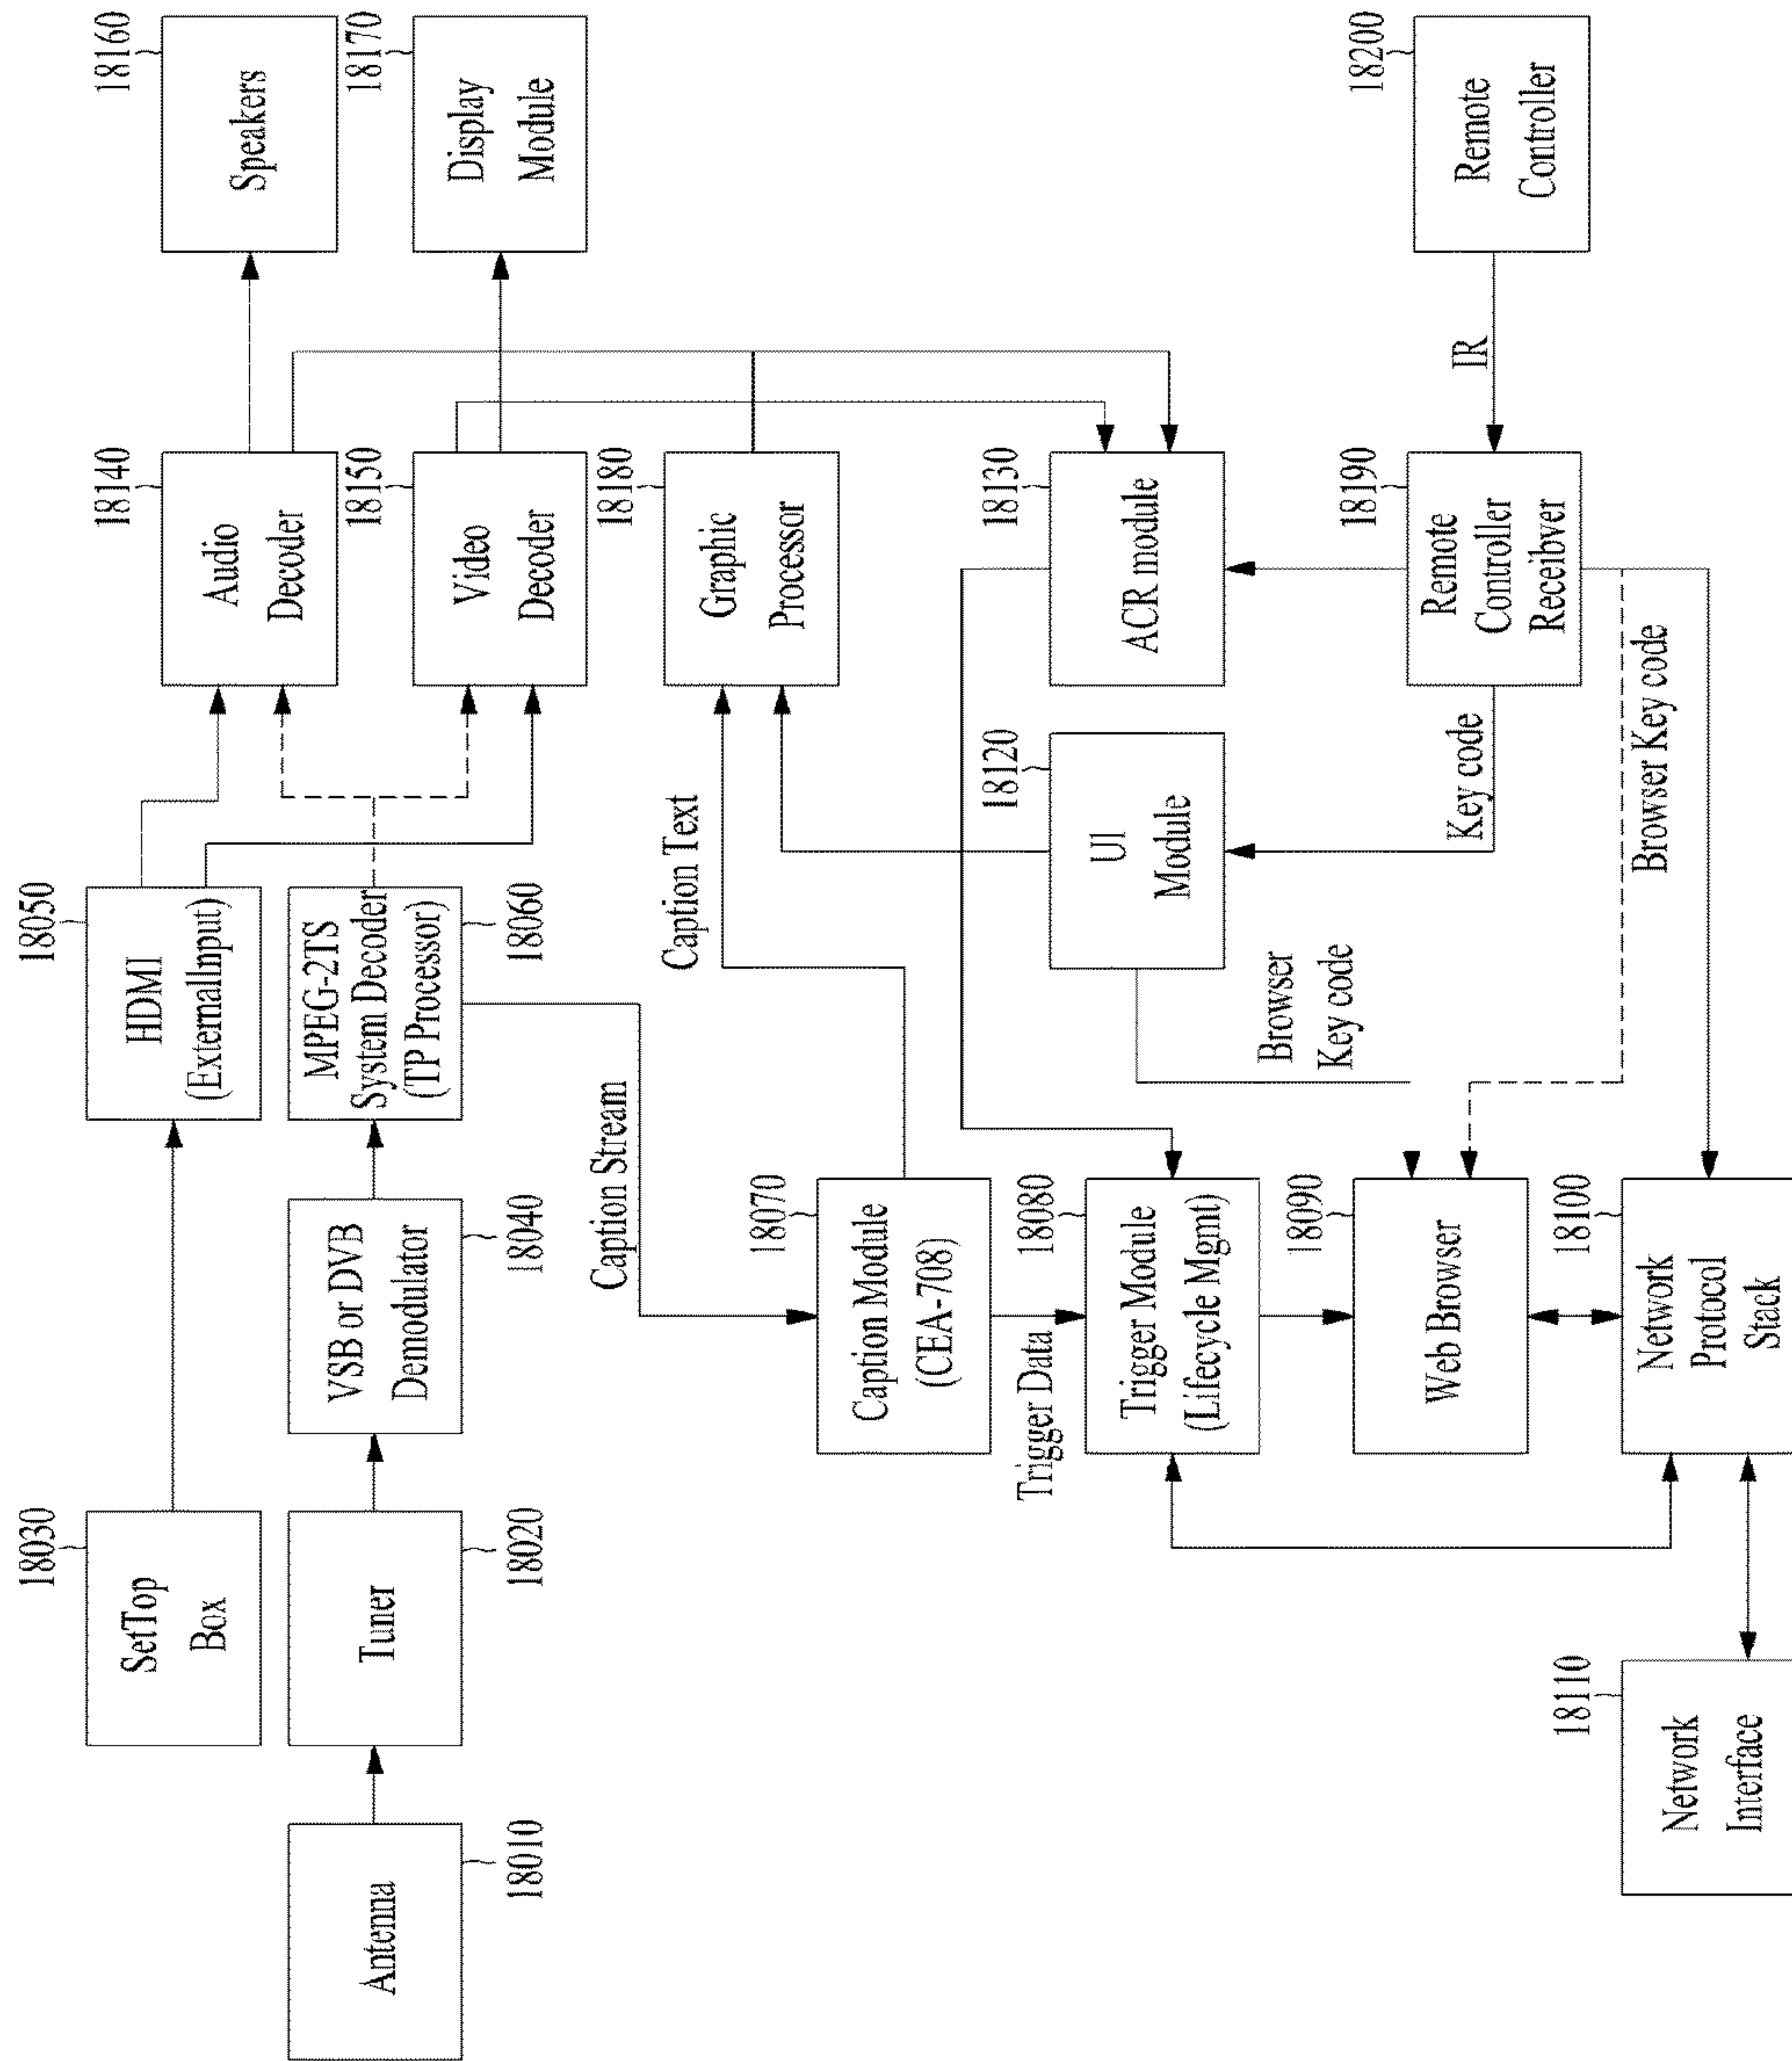 18010
Antenna
18020
Tuner
18030
SetTop
Box
18040
VSB or DVB
Demodulator
18050
HDMI
(ExternalInput)
MPEG-2TS
System Decoder
(TP Processor)
18060
18140
Audio
Decoder
18150
Video
Decoder
18160
Speakers
18170
Display
Module
Caption Stream
Caption Text
18180
Graphic
Processor
18070
Caption Module
(CEA-708)
Trigger Data
18080
Trigger Module
(Lifecycle Mgmt)
18120
UI
Module
18130
ACR module
Browser
Key code
Key code
18090
Web Browser
18190
Remote
Controller
Receibver
IR
18200
Remote
Controller
Browser Key code
18100
Network
Protocol
Stack
18110
Network
Interface